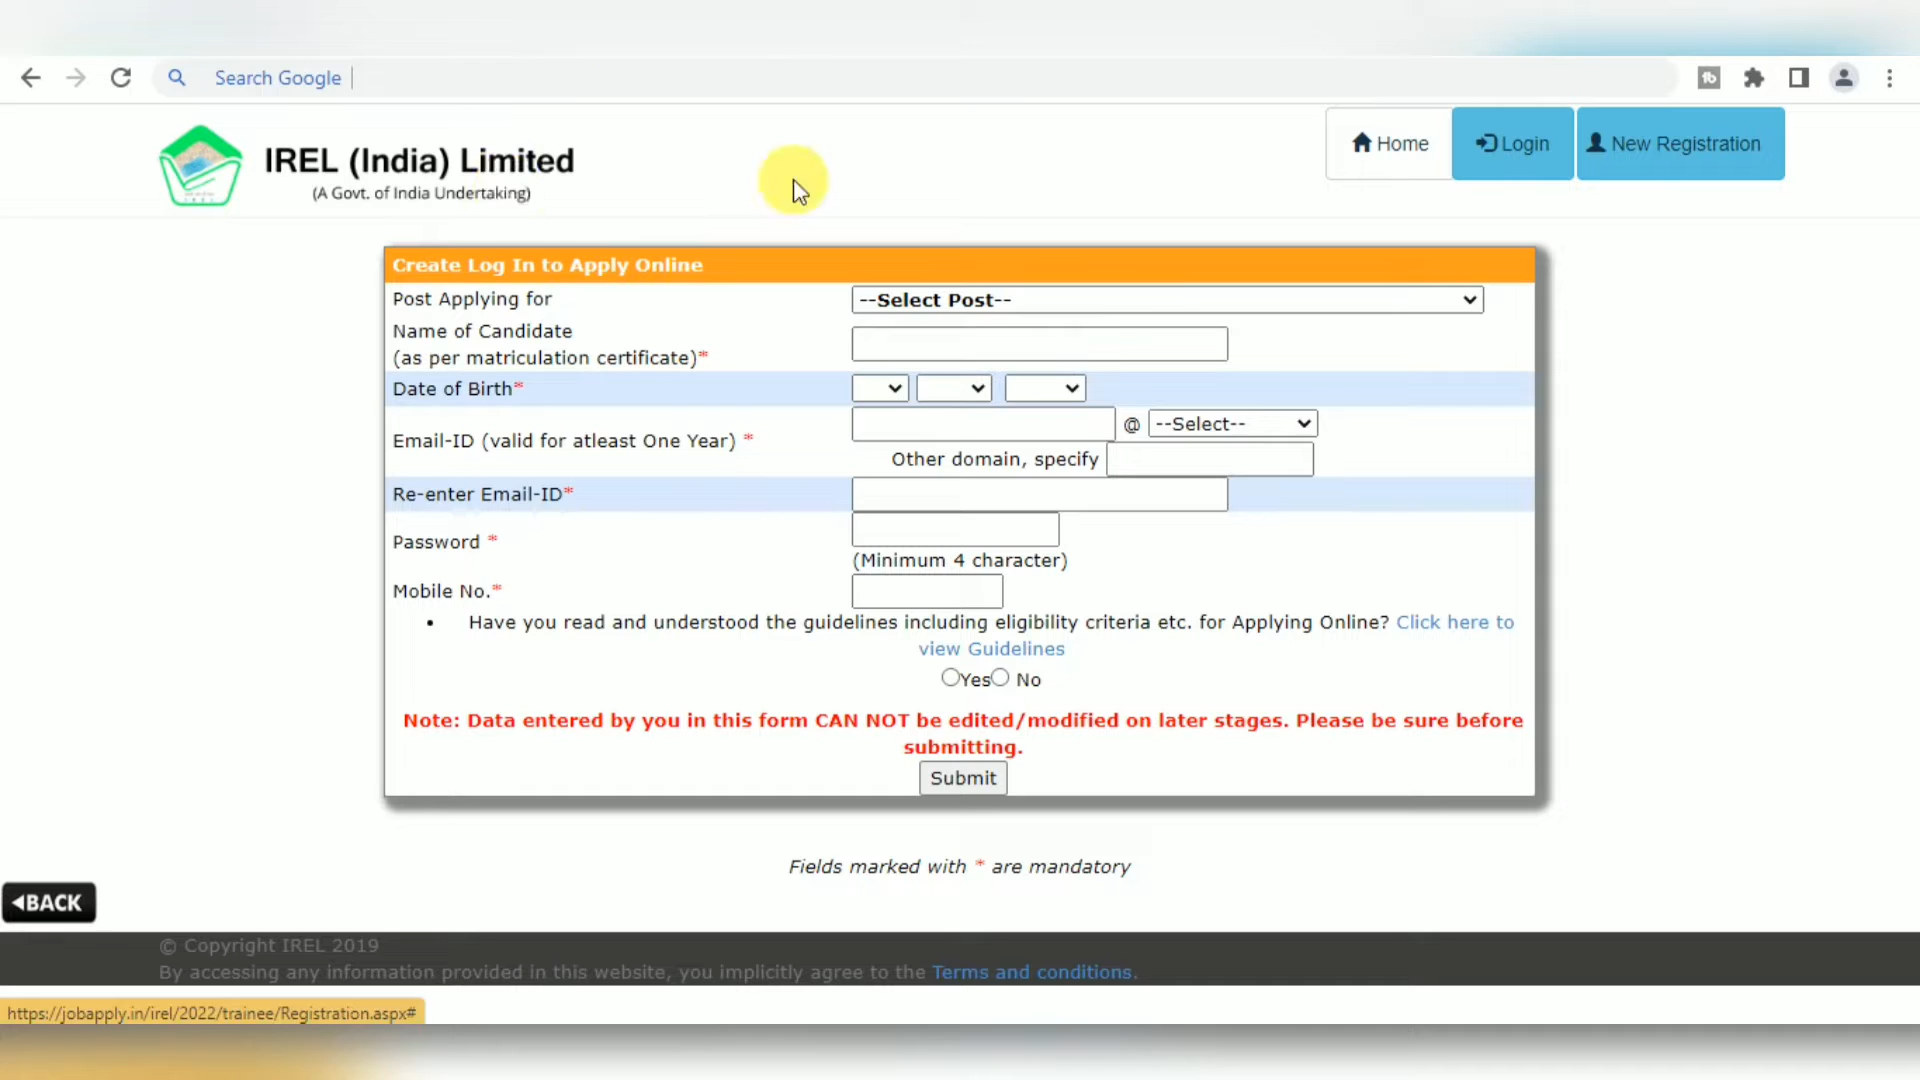 Search Google
IREL (India) Limited
(A Govt. of India Undertaking)
Home
Login
New Registration
Create Log In to Apply Online
Post Applying for
--Select Post--
Name of Candidate
(as per matriculation certificate)*
Date of Birth*
Email-ID (valid for atleast One Year) *
@ --Select--
Other domain, specify
Re-enter Email-ID*
Password *
(Minimum 4 character)
Mobile No.*
• Have you read and understood the guidelines including eligibility criteria etc. for Applying Online? Click here to
view Guidelines
Yes No
Note: Data entered by you in this form CAN NOT be edited/modified on later stages. Please be sure before
submitting.
Submit
Fields marked with * are mandatory
◀BACK
© Copyright IREL 2019
By accessing any information provided in this website, you implicitly agree to the Terms and conditions.
https://jobapply.in/irel/2022/trainee/Registration.aspx#